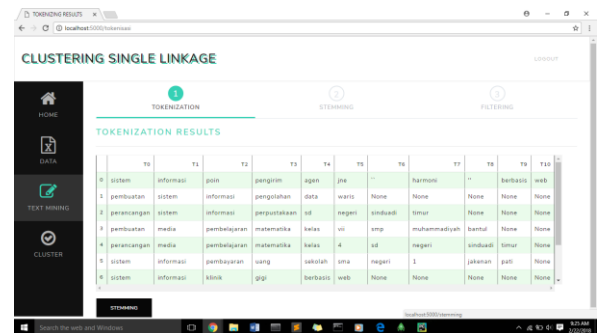 TOKENIZING RESULTS
localhost:5000/tokenisasi
CLUSTERING SINGLE LINKAGE
LOGOUT
HOME
DATA
TEXT MINING
CLUSTER
1 2 3
TOKENIZATION STEMMING FILTERING
TOKENIZATION RESULTS
T0 T1 T2 T3 T4 T5 T6 T7 T8 T9 T10
0 sistem informasi poin pengirim agen jne " harmoni " berbasis web
1 pembuatan sistem informasi pengolahan data waris None None None None None
2 perancangan sistem informasi perpustakaan sd negeri sinduadi timur None None None
3 pembuatan media pembelajaran matematika kelas vii smp muhammadiyah bantul None None
4 perancangan media pembelajaran matematika kelas 4 sd negeri sinduadi timur None
5 sistem informasi pembayaran uang sekolah sma negeri 1 jakenan pati None
6 sistem informasi klinik gigi berbasis web None None None None None
STEMMING
localhost:5000/stemming
Search the web and Windows
9:25 AM
2/22/2018